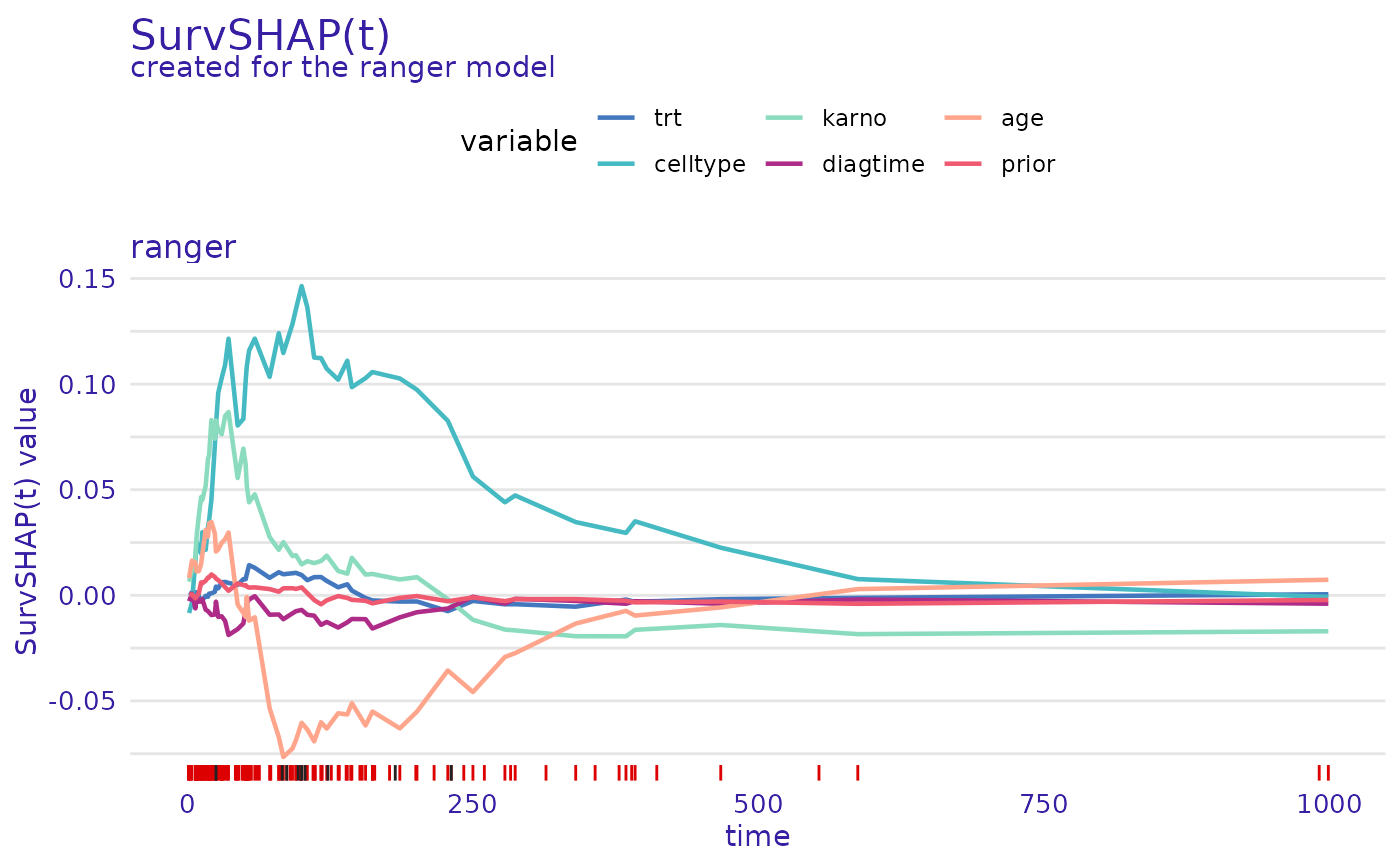 SurvSHAP(t)
created for the ranger model
variable
trt
karno
age
celltype
diagtime
prior
ranger
0.15
0.10
0.05
0.00
-0.05
SurvSHAP(t) value
0
250
500
750
1000
time